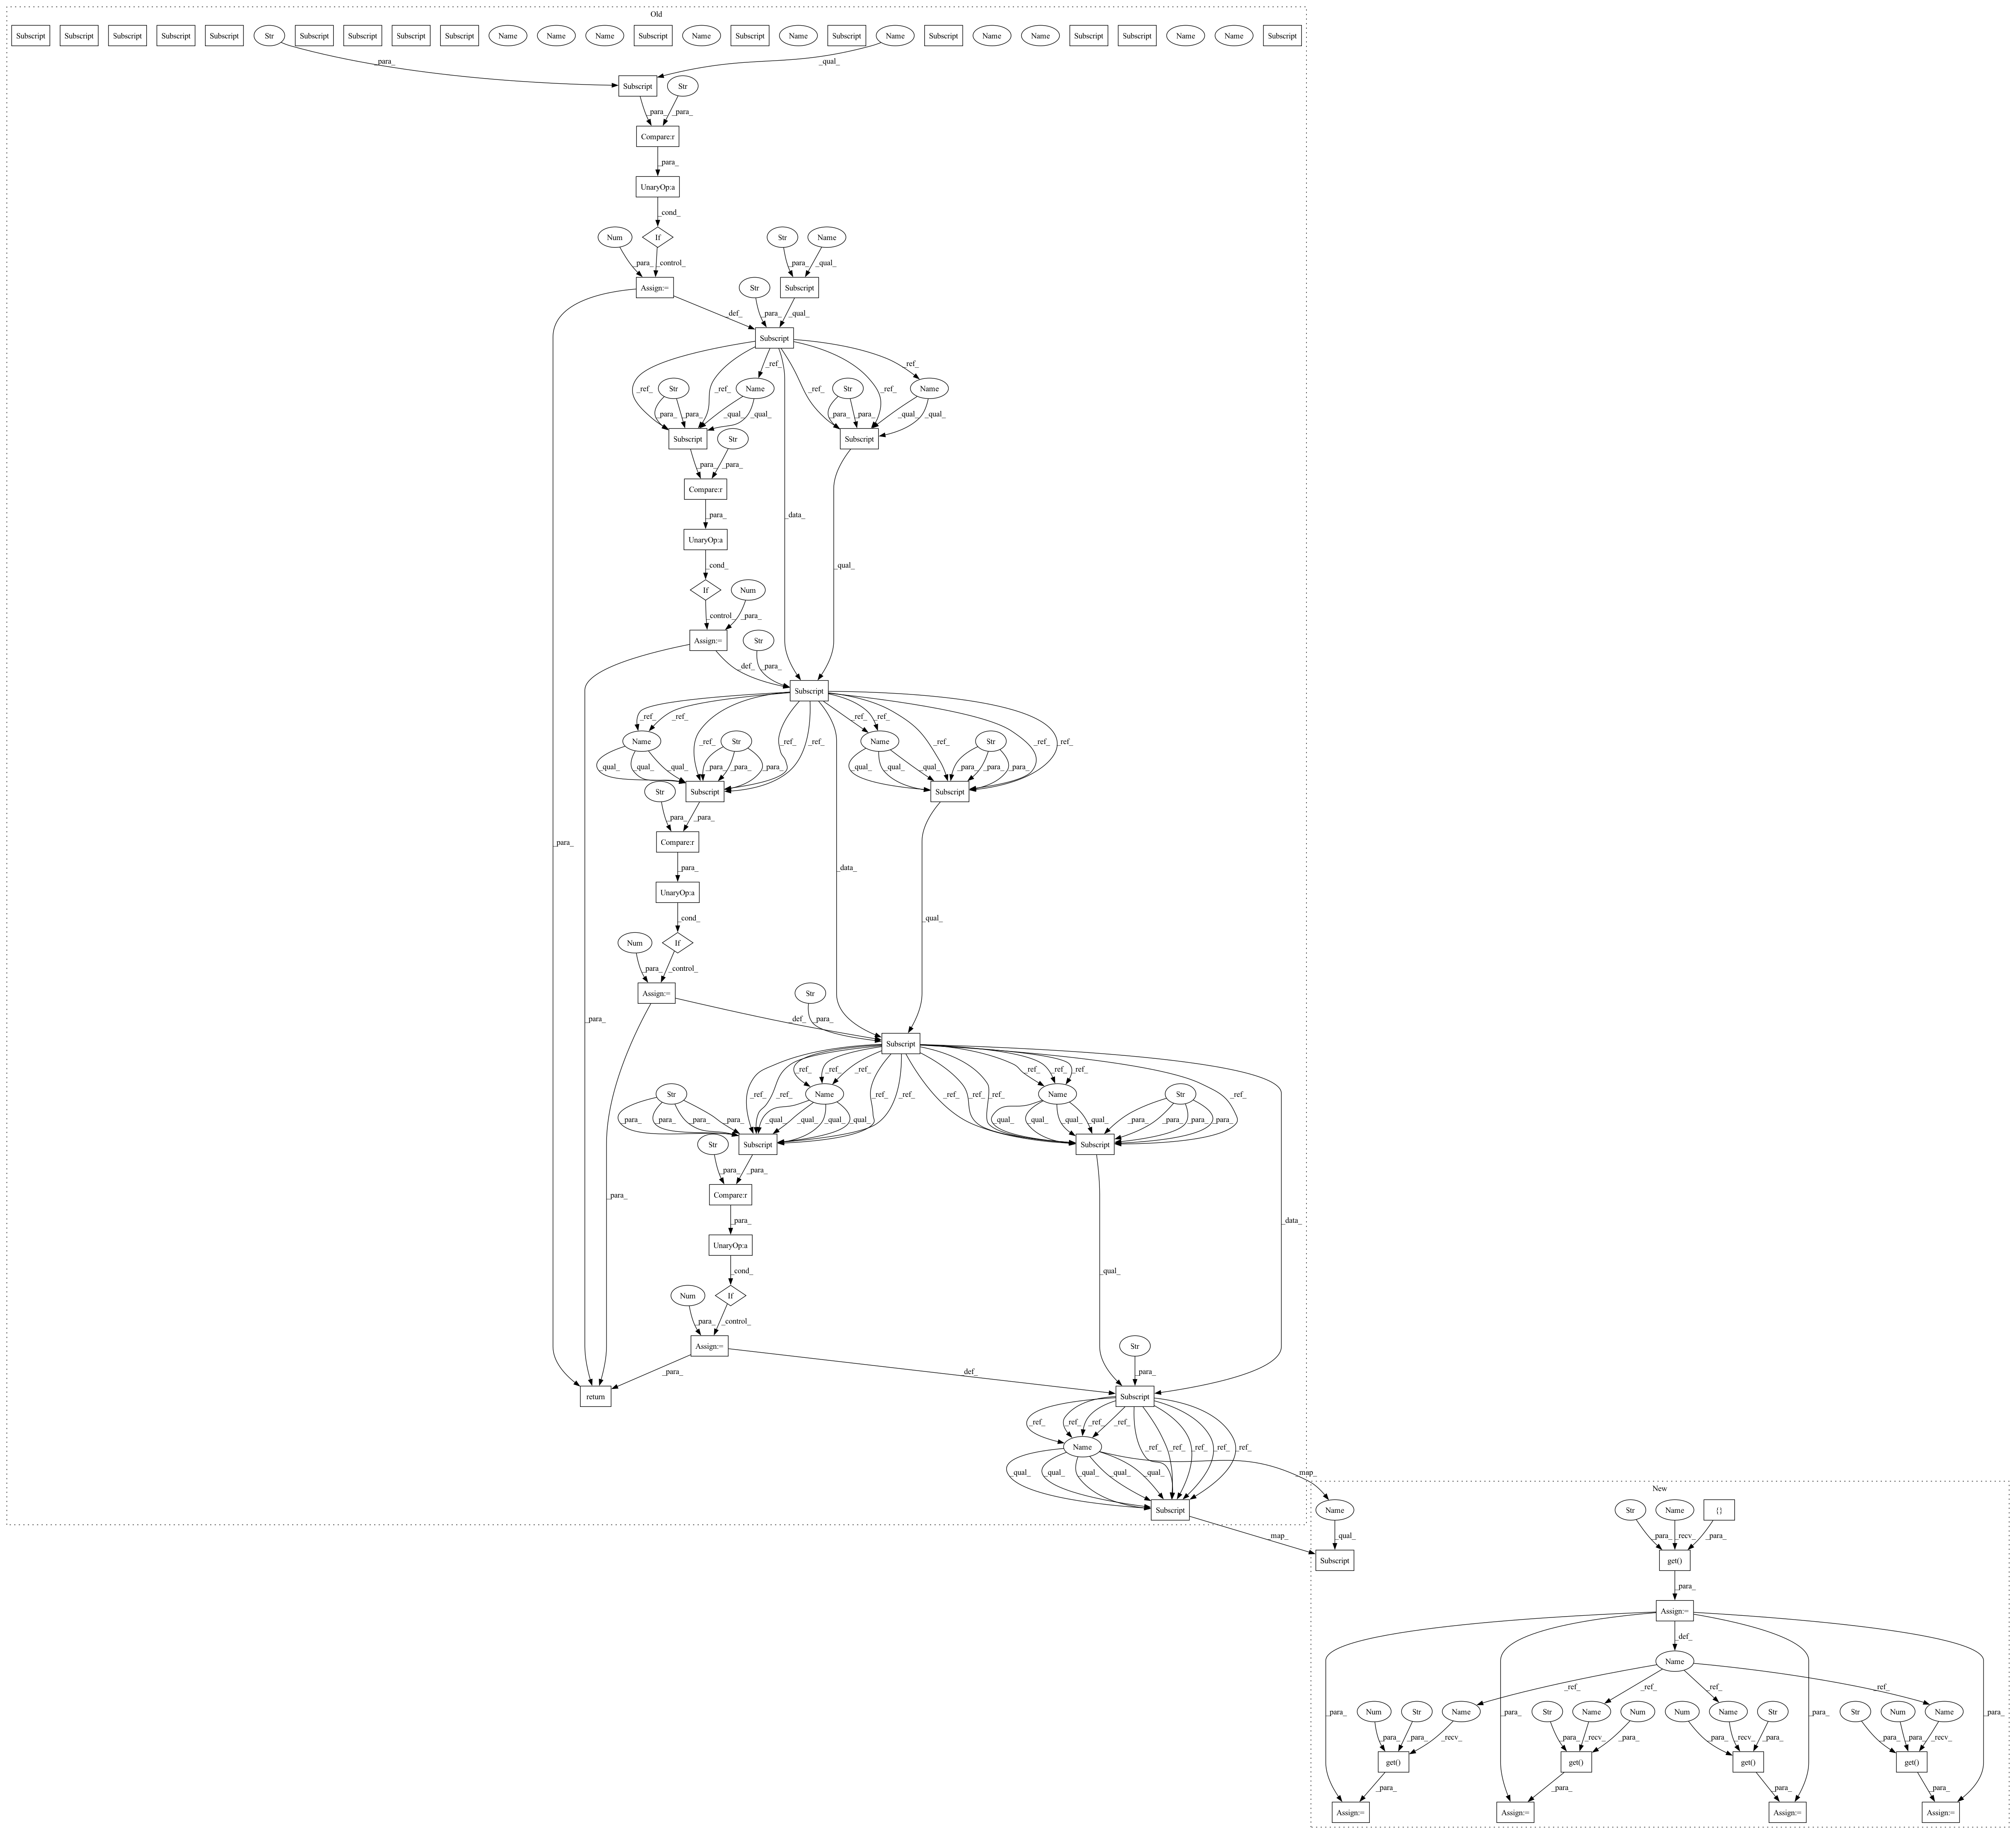 Old
Subscript Subscript Subscript Subscript Subscript Str Subscript Subscript Subscript Subscript Name Name Name Subscript Name Subscript Name Subscript Name Subscript Name Name Subscript Subscript Name Name Subscript
_para_ _qual_
Subscript Str
_para_ _para_
Compare:r
_para_
UnaryOp:a
_cond_
Num If Str Name
_para_ _control_ _para_ _qual_
Assign:= Str Subscript
_def_ _para_ _qual_
Subscript
_ref_ _ref_ _ref_ _ref_ _ref_ _ref_
Str Name Str Name
_para_ _para_ _qual_ _qual_ _para_ _para_ _qual_ _qual_
Subscript Str Subscript
_para_ _para_
Compare:r
_para_ _data_
UnaryOp:a
_cond_ _qual_
If Num
_control_ _para_
Assign:= Str
_def_ _para_
Subscript
_ref_ _ref_ _ref_ _ref_ _ref_ _ref_ _ref_ _ref_ _ref_ _ref_
Name Str Name Str
_qual_ _qual_ _qual_ _para_ _para_ _para_ _qual_ _qual_ _qual_ _para_ _para_ _para_
Str Subscript Subscript
_para_ _para_
Compare:r
_para_ _para_ _data_
UnaryOp:a
_cond_ _qual_
Num If
_para_ _control_
Assign:= Str
_para_ _def_ _para_
Subscript
_ref_ _ref_ _ref_ _ref_ _ref_ _ref_ _ref_ _ref_ _ref_ _ref_ _ref_ _ref_ _ref_ _ref_
Str Name Name Str
_para_ _para_ _para_ _para_ _qual_ _qual_ _qual_ _qual_ _qual_ _qual_ _qual_ _qual_ _para_ _para_ _para_ _para_
Str Subscript Subscript
_para_ _para_
Compare:r
_para_ _para_ _data_
UnaryOp:a
_cond_ _qual_
Num If
_para_ _control_
Assign:= Str
_para_ _def_ _para_
return Subscript
_ref_ _ref_ _ref_ _ref_ _ref_ _ref_ _ref_ _ref_ _ref_
Name
_qual_ _qual_ _qual_ _qual_ _qual_ _map_
New
Subscript Name Str Name {}
_map_ _qual_ _para_ _recv_ _para_
Subscript get()
_para_
Assign:=
_def_
Name
_ref_ _ref_ _ref_ _ref_
_para_ Num Str Name _para_ Str Name Num Num Name Str _para_ Str Num Name _para_
_para_ _para_ _recv_ _para_ _recv_ _para_ _para_ _recv_ _para_ _para_ _para_ _recv_
get() get() get() get()
_para_ _para_ _para_ _para_
Assign:= Assign:= Assign:= Assign:=